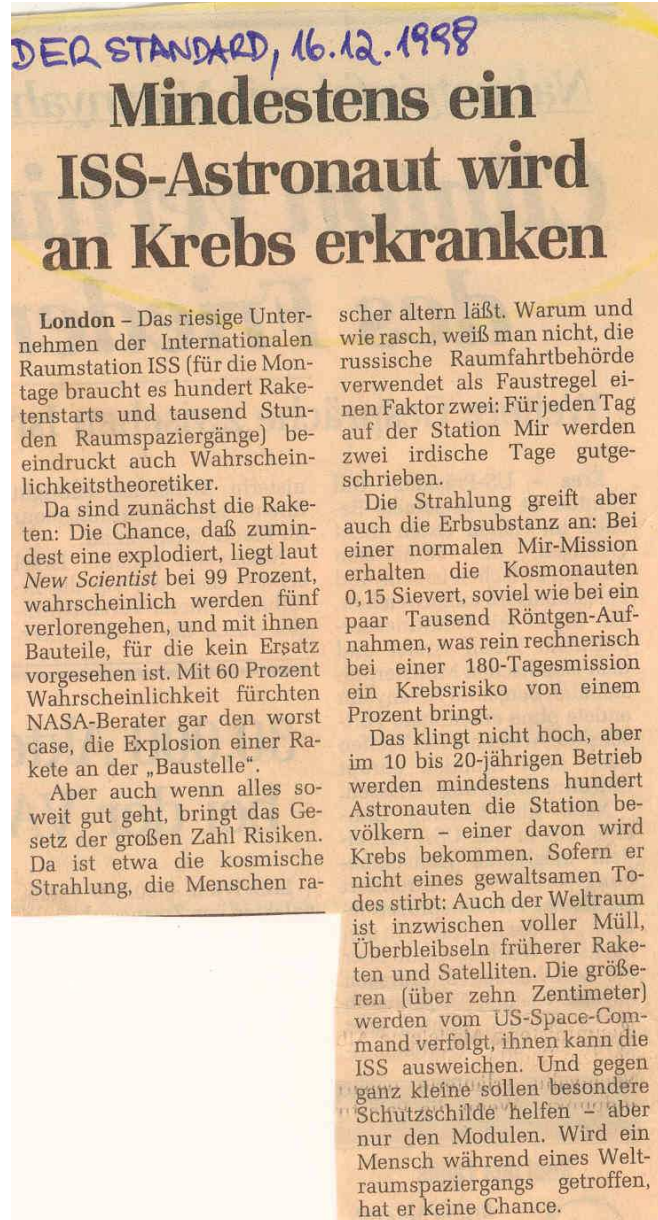 DER STANDARD, 16.12.1998
Mindestens ein
ISS-Astronaut wird
an Krebs erkranken
London – Das riesige Unter-
nehmen der Internationalen
Raumstation ISS (für die Mon-
tage braucht es hundert Rake-
tenstarts und tausend Stun-
den Raumspaziergänge) be-
eindruckt auch Wahrschein-
lichkeitstheoretiker.
Da sind zunächst die Rake-
ten: Die Chance, daß zumin-
dest eine explodiert, liegt laut
New Scientist bei 99 Prozent,
wahrscheinlich werden fünf
verlorengehen, und mit ihnen
Bauteile, für die kein Ersatz
vorgesehen ist. Mit 60 Prozent
Wahrscheinlichkeit fürchten
NASA-Berater gar den worst
case, die Explosion einer Ra-
kete an der „Baustelle“.
Aber auch wenn alles so-
weit gut geht, bringt das Ge-
setz der großen Zahl Risiken.
Da ist etwa die kosmische
Strahlung, die Menschen ra-
scher altern läßt. Warum und
wie rasch, weiß man nicht, die
russische Raumfahrtbehörde
verwendet als Faustregel ei-
nen Faktor zwei: Für jeden Tag
auf der Station Mir werden
zwei irdische Tage gutge-
schrieben.
Die Strahlung greift aber
auch die Erbsubstanz an: Bei
einer normalen Mir-Mission
erhalten die Kosmonauten
0,15 Sievert, soviel wie bei ein
paar Tausend Röntgen-Auf-
nahmen, was rein rechnerisch
bei einer 180-Tagesmission
ein Krebsrisiko von einem
Prozent bringt.
Das klingt nicht hoch, aber
im 10 bis 20-jährigen Betrieb
werden mindestens hundert
Astronauten die Station be-
völkern – einer davon wird
Krebs bekommen. Sofern er
nicht eines gewaltsamen To-
des stirbt: Auch der Weltraum
ist inzwischen voller Müll,
Überbleibseln früherer Rake-
ten und Satelliten. Die größe-
ren (über zehn Zentimeter)
werden vom US-Space-Com-
mand verfolgt, ihnen kann die
ISS ausweichen. Und gegen
ganz kleine sollen besondere
Schutzschilde helfen – aber
nur den Modulen. Wird ein
Mensch während eines Welt-
raumspaziergangs getroffen,
hat er keine Chance.